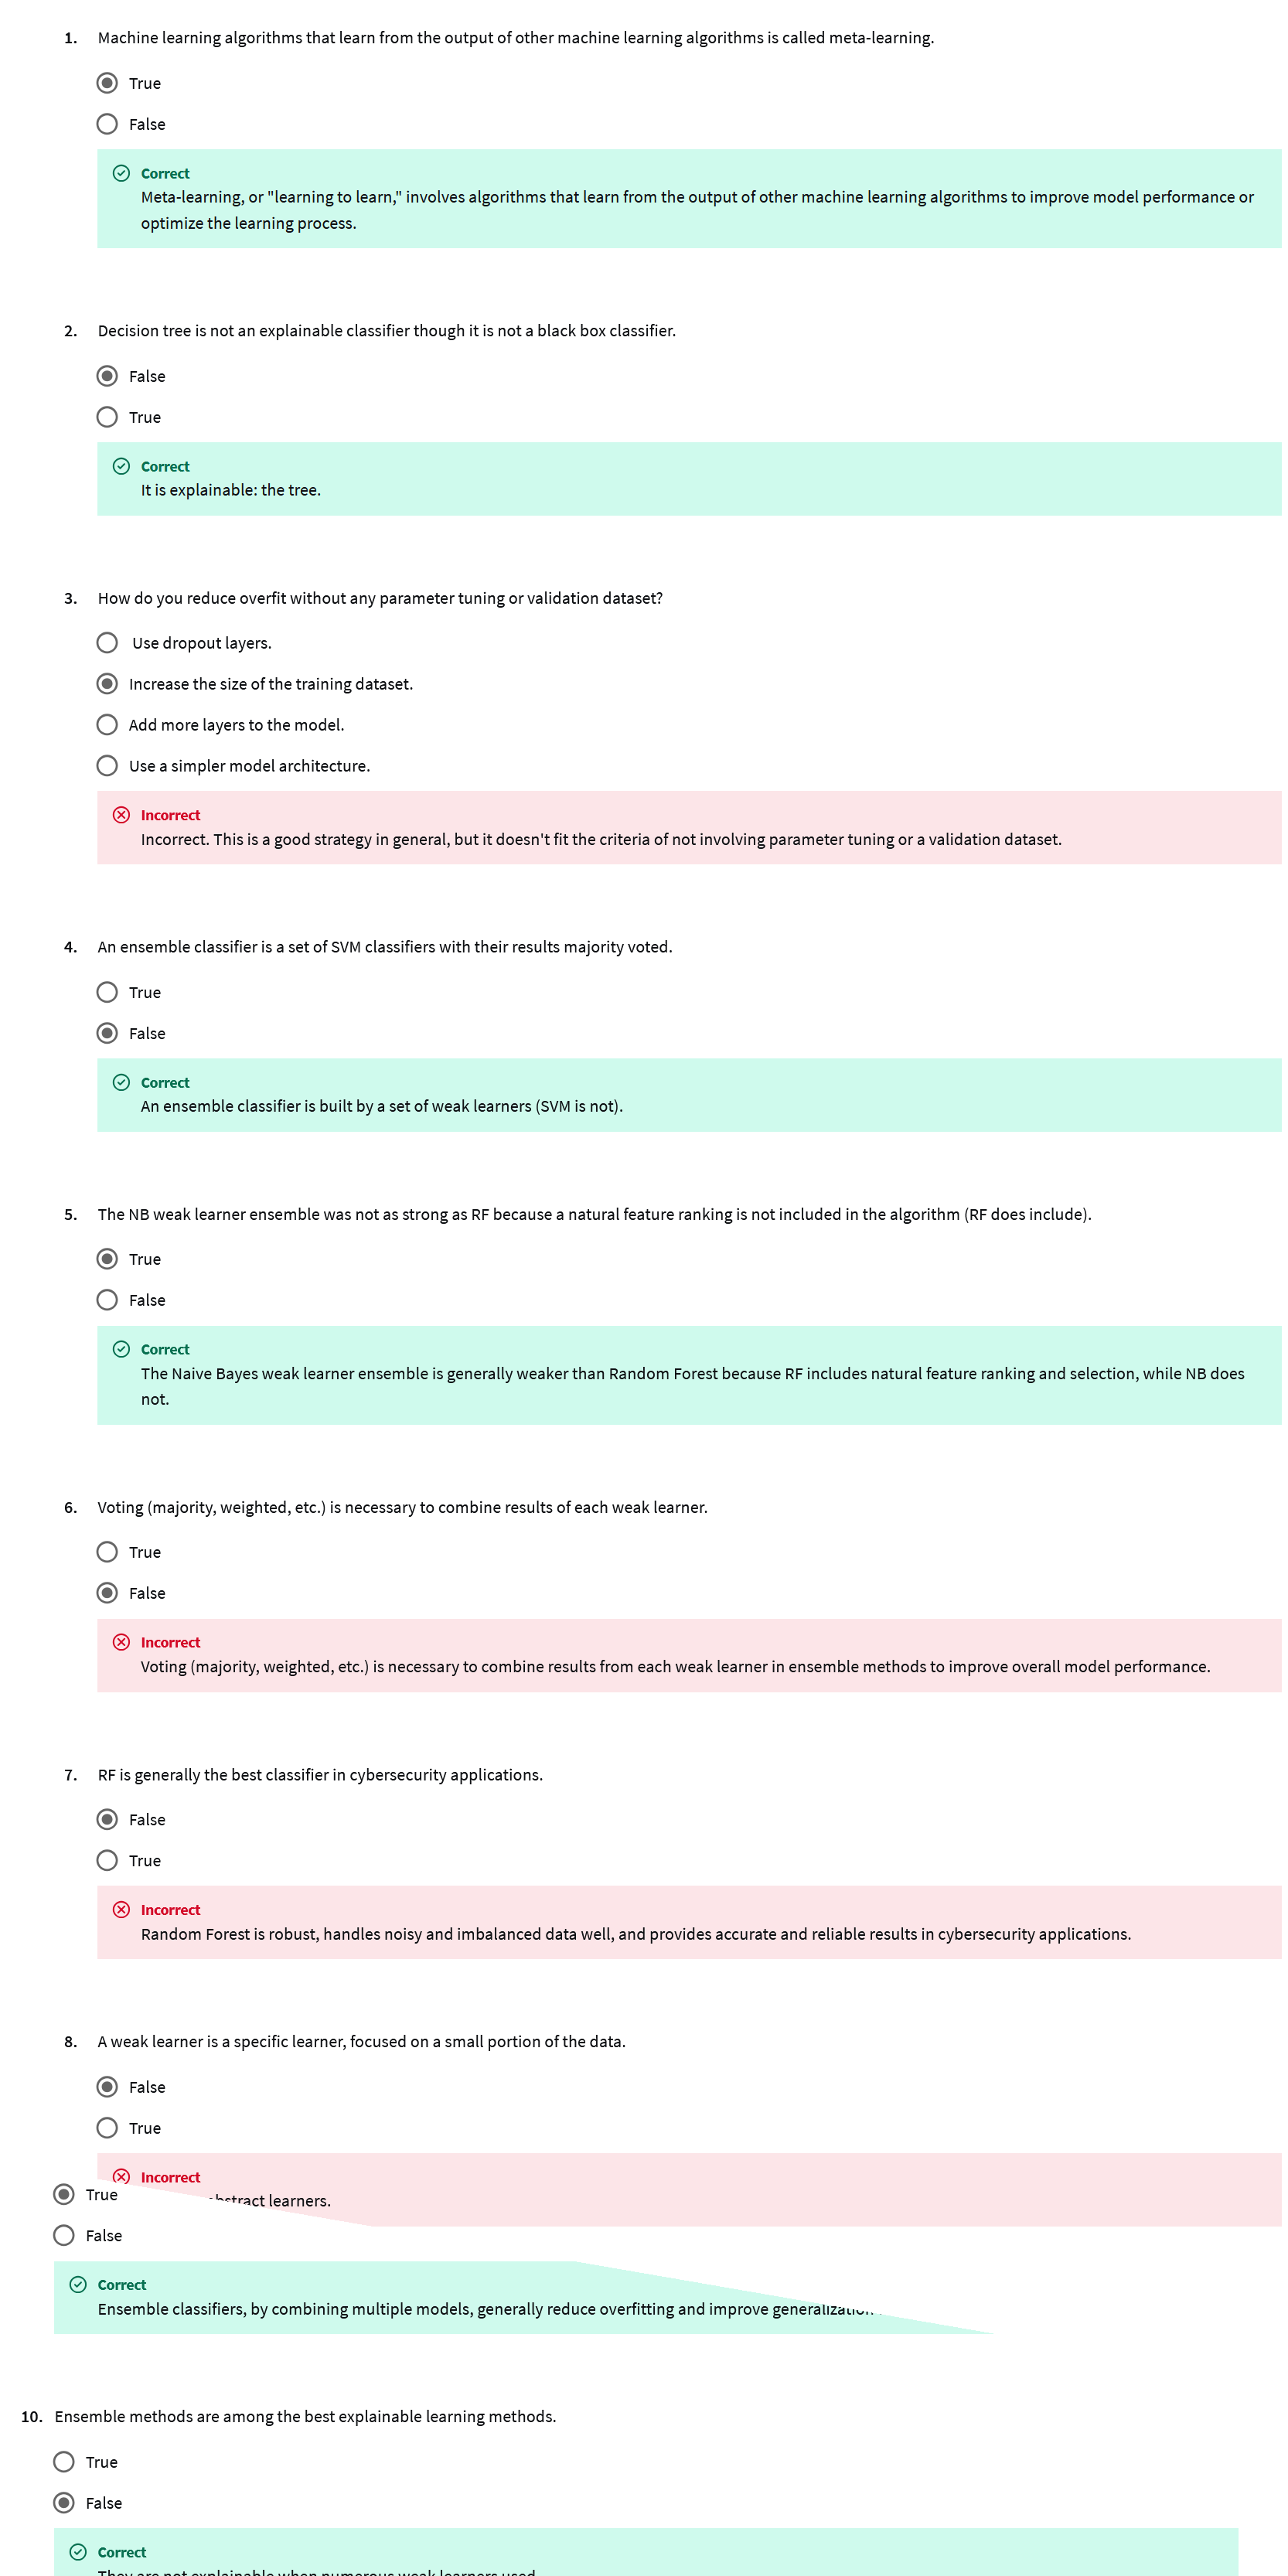 1. Machine learning algorithms that learn from the output of other machine learning algorithms is called meta-learning.
True
False
Correct
Meta-learning, or "learning to learn," involves algorithms that learn from the output of other machine learning algorithms to improve model performance or
optimize the learning process.
2. Decision tree is not an explainable classifier though it is not a black box classifier.
False
True
Correct
It is explainable: the tree.
3. How do you reduce overfit without any parameter tuning or validation dataset?
Use dropout layers.
Increase the size of the training dataset.
Add more layers to the model.
Use a simpler model architecture.
Incorrect
Incorrect. This is a good strategy in general, but it doesn't fit the criteria of not involving parameter tuning or a validation dataset.
4. An ensemble classifier is a set of SVM classifiers with their results majority voted.
True
False
Correct
An ensemble classifier is built by a set of weak learners (SVM is not).
5. The NB weak learner ensemble was not as strong as RF because a natural feature ranking is not included in the algorithm (RF does include).
True
False
Correct
The Naive Bayes weak learner ensemble is generally weaker than Random Forest because RF includes natural feature ranking and selection, while NB does
not.
6. Voting (majority, weighted, etc.) is necessary to combine results of each weak learner.
True
False
Incorrect
Voting (majority, weighted, etc.) is necessary to combine results from each weak learner in ensemble methods to improve overall model performance.
7. RF is generally the best classifier in cybersecurity applications.
False
True
Incorrect
Random Forest is robust, handles noisy and imbalanced data well, and provides accurate and reliable results in cybersecurity applications.
8. A weak learner is a specific learner, focused on a small portion of the data.
False
True
Incorrect
learners.
True
False
Correct
Ensemble classifiers, by combining multiple models, generally reduce overfitting and improve generalization
10. Ensemble methods are among the best explainable learning methods.
True
False
Correct
They are not explainable when numerous weak learners used.